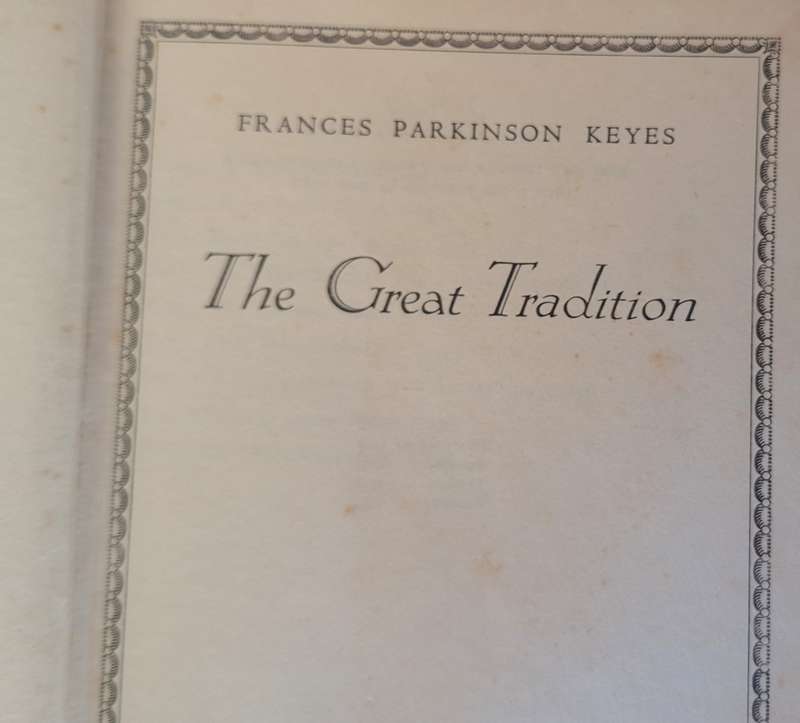 FRANCES PARKINSON KEYES
The Great Tradition